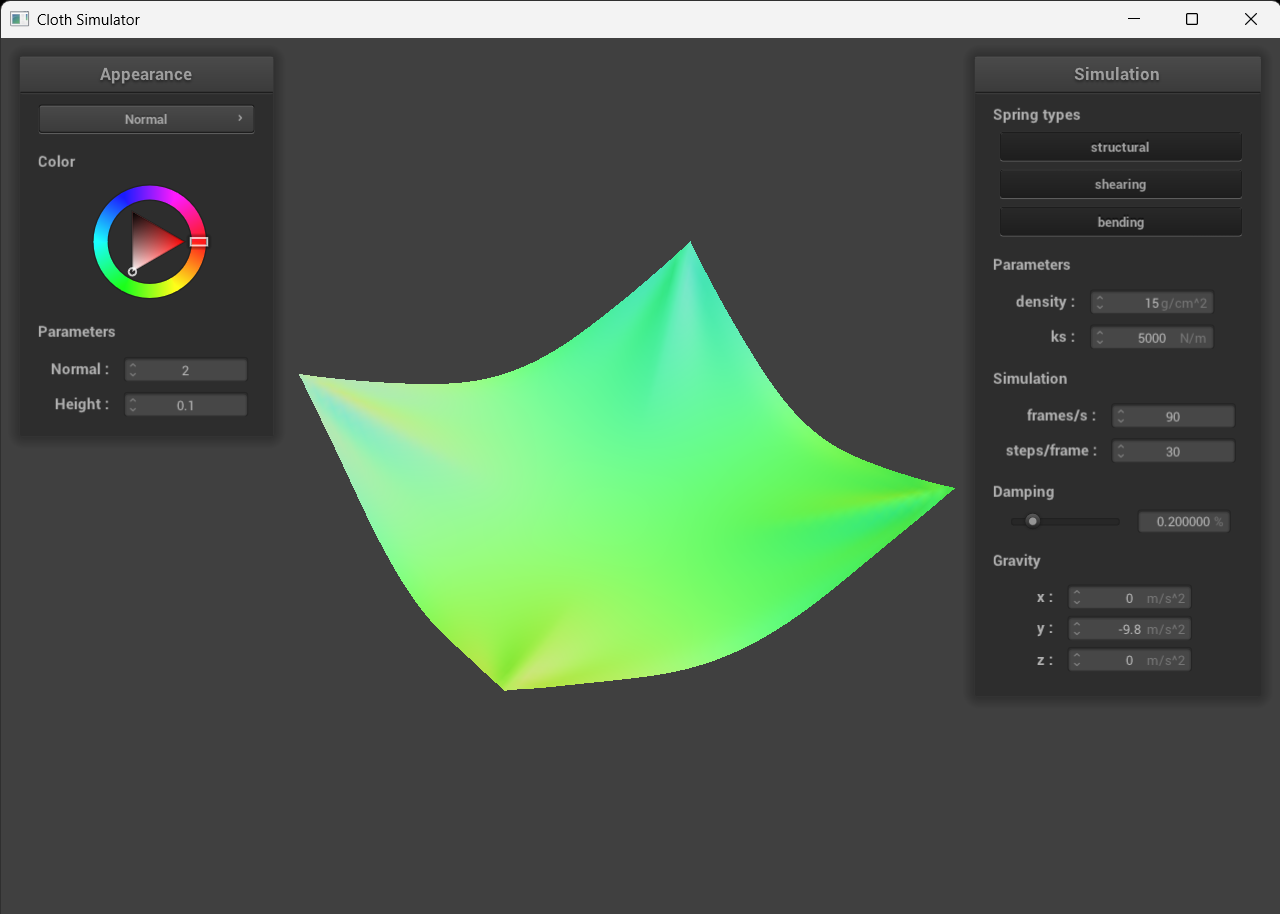 Cloth Simulator
Appearance
Normal
Color
Parameters
Normal : 2
Height : 0.1
Simulation
Spring types
structural
shearing
bending
Parameters
density : 15 g/cm^2
ks : 5000 N/m
Simulation
frames/s : 90
steps/frame : 30
Damping
0.200000 %
Gravity
x : 0 m/s^2
y : -9.8 m/s^2
z : 0 m/s^2